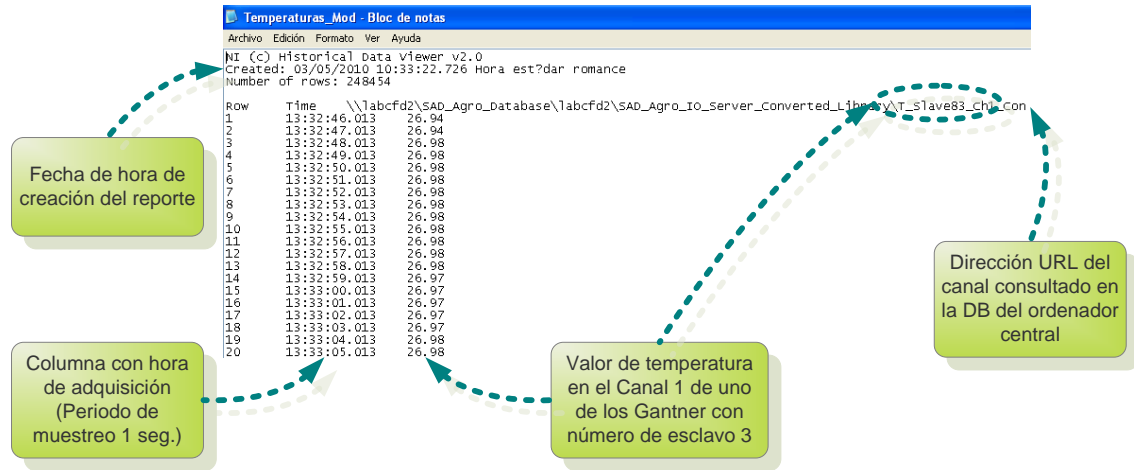 Temperaturas_Mod - Bloc de notas
Archivo Edición Formato Ver Ayuda
NI (c) Historical Data Viewer v2.0
Created: 03/05/2010 10:33:22.726 Hora est?dar romance
Number of rows: 248454
Row Time \\labcfd2\SAD_Agro_Database\labcfd2\SAD_Agro_IO_Server_Converted_Library\T_Slave83_Ch1_Con
1 13:32:46.013 26.94
2 13:32:47.013 26.94
3 13:32:48.013 26.98
4 13:32:49.013 26.98
5 13:32:50.013 26.98
6 13:32:51.013 26.98
7 13:32:52.013 26.98
8 13:32:53.013 26.98
9 13:32:54.013 26.98
10 13:32:55.013 26.98
11 13:32:56.013 26.98
12 13:32:57.013 26.98
13 13:32:58.013 26.98
14 13:32:59.013 26.97
15 13:33:00.013 26.97
16 13:33:01.013 26.97
17 13:33:02.013 26.97
18 13:33:03.013 26.97
19 13:33:04.013 26.98
20 13:33:05.013 26.98
Fecha de hora de
creación del reporte
Columna con hora
de adquisición
(Periodo de
muestreo 1 seg.)
Valor de temperatura
en el Canal 1 de uno
de los Gantner con
número de esclavo 3
Dirección URL del
canal consultado en
la DB del ordenador
central